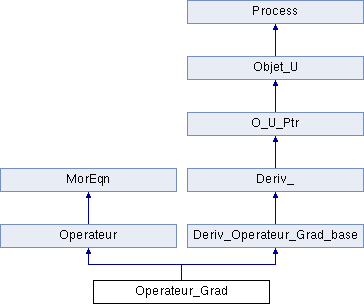 Process
Objet_U
O_U_Ptr
MorEqn
Deriv_
Operateur
Deriv_Operateur_Grad_base
Operateur_Grad